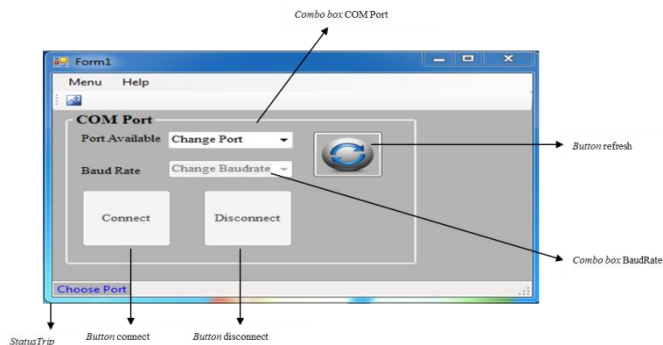 Combo box COM Port
Form1
Menu Help
COM Port
Port Available Change Port
Button refresh
Baud Rate Change Baudrate
Connect Disconnect
Combo box BaudRate
Choose Port
StatusTrip Button connect Button disconnect